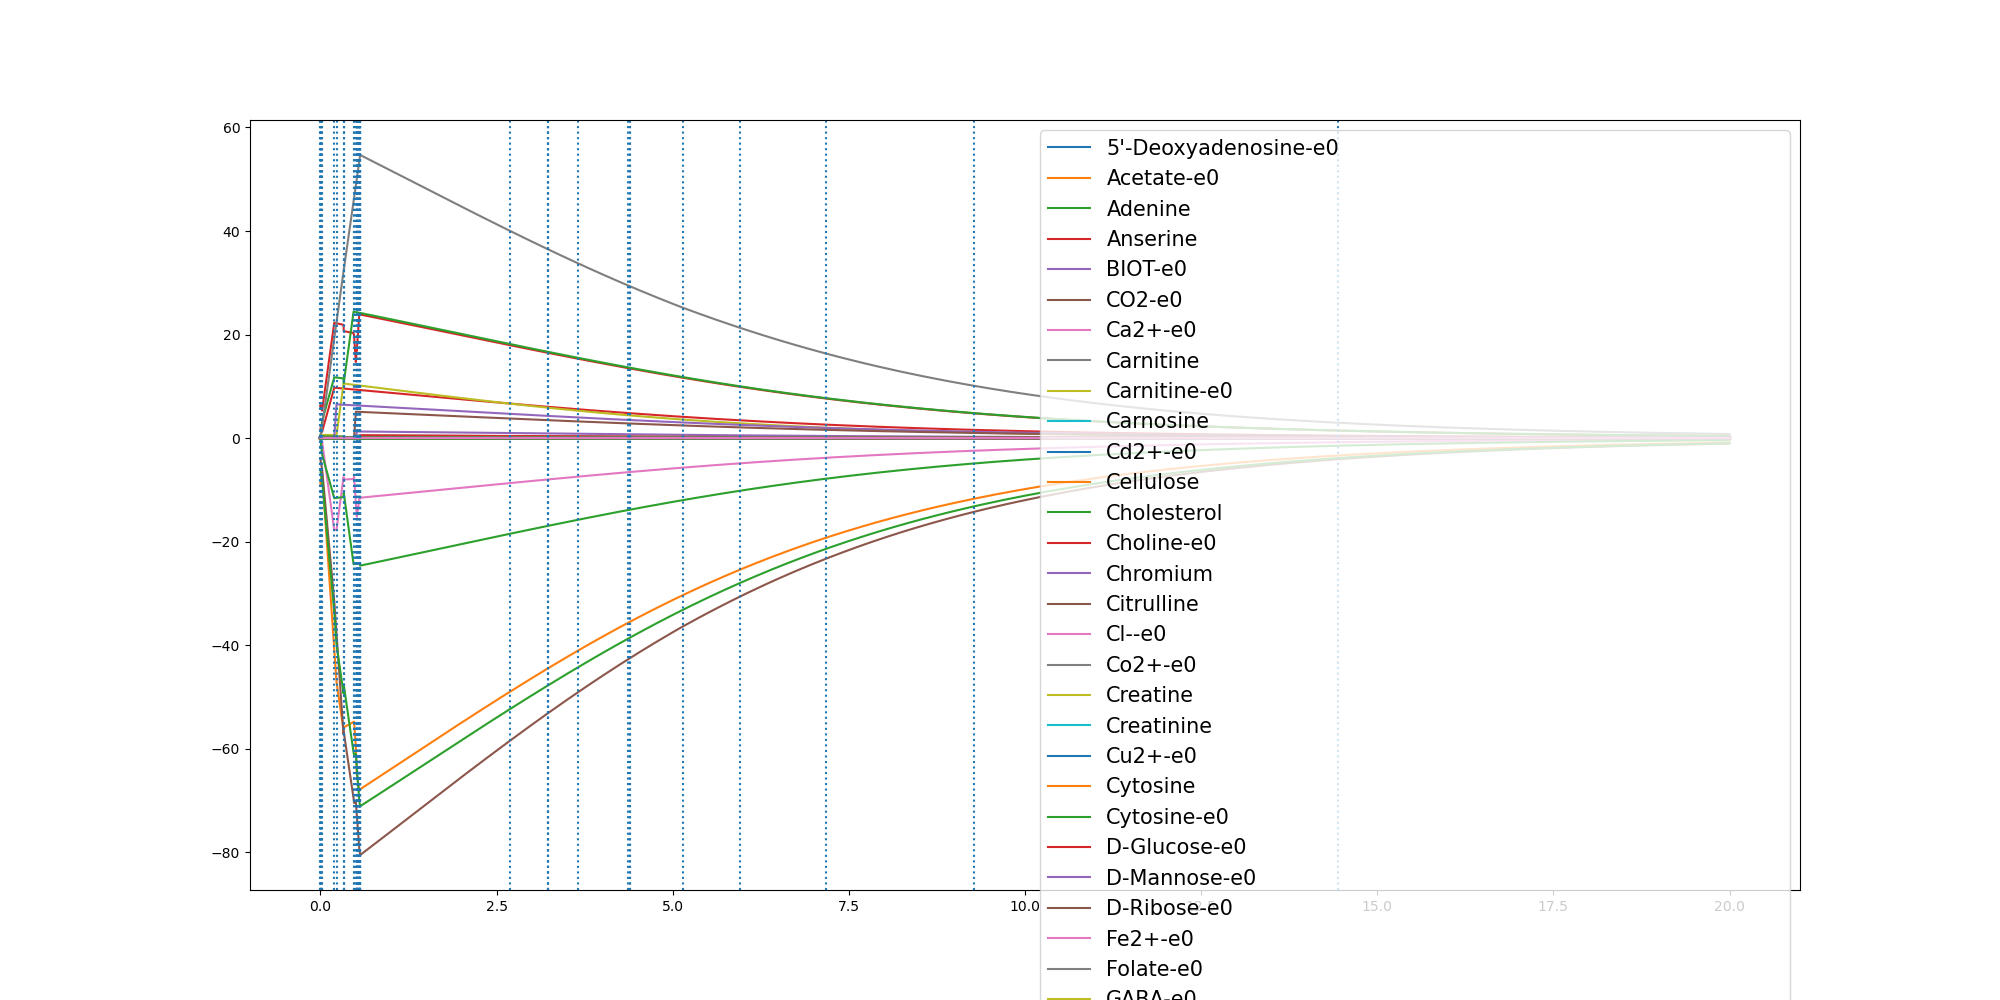 60
40
20
0
−20
−40
−60
−80
0.0
2.5
5.0
7.5
10.0
15.0
17.5
20.0
5'-Deoxyadenosine-e0
Acetate-e0
Adenine
Anserine
BIOT-e0
CO2-e0
Ca2+-e0
Carnitine
Carnitine-e0
Carnosine
Cd2+-e0
Cellulose
Cholesterol
Choline-e0
Chromium
Citrulline
Cl--e0
Co2+-e0
Creatine
Creatinine
Cu2+-e0
Cytosine
Cytosine-e0
D-Glucose-e0
D-Mannose-e0
D-Ribose-e0
Fe2+-e0
Folate-e0
GABA-e0